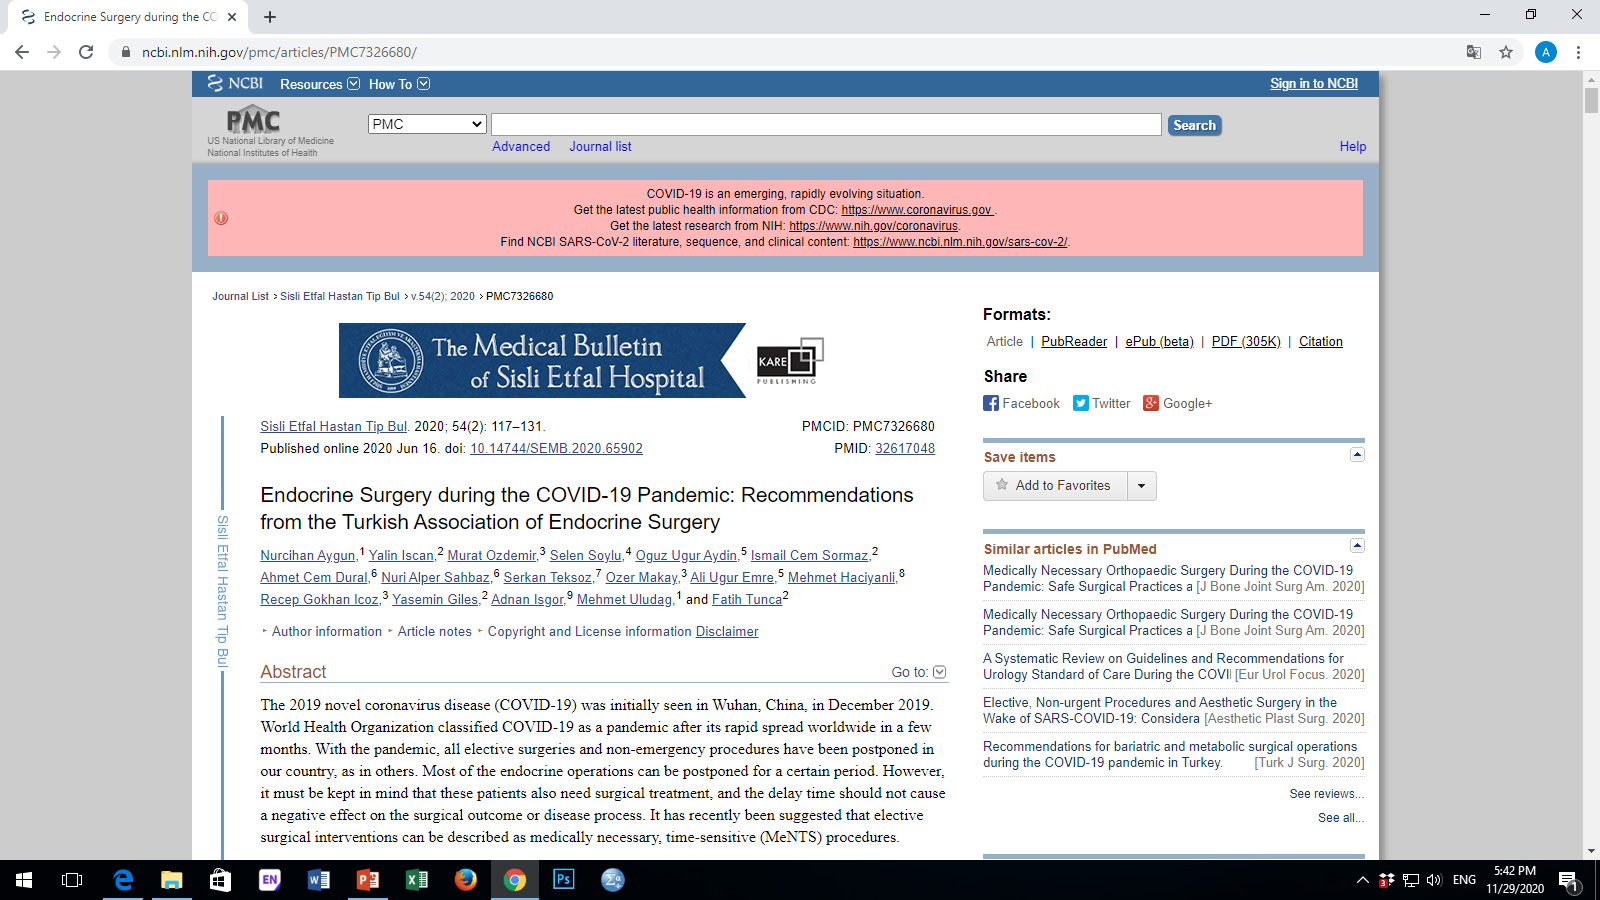 Endocrine Surgery during the CO
ncbi.nlm.nih.gov/pmc/articles/PMC7326680/
A
NCBI Resources How To Sign in to NCBI
PMC
US National Library of Medicine
National Institutes of Health
PMC Search
Advanced Journal list Help
COVID-19 is an emerging, rapidly evolving situation.
Get the latest public health information from CDC: https://www.coronavirus.gov .
Get the latest research from NIH: https://www.nih.gov/coronavirus.
Find NCBI SARS-CoV-2 literature, sequence, and clinical content: https://www.ncbi.nlm.nih.gov/sars-cov-2/.
Journal List > Sisli Etfal Hastan Tip Bul > v.54(2); 2020 > PMC7326680
The Medical Bulletin
of Sisli Etfal Hospital
KARE
PUBLISHING
Sisli Etfal Hastan Tip Bul
Sisli Etfal Hastan Tip Bul. 2020; 54(2): 117–131. PMCID: PMC7326680
Published online 2020 Jun 16. doi: 10.14744/SEMB.2020.65902 PMID: 32617048
Endocrine Surgery during the COVID-19 Pandemic: Recommendations
from the Turkish Association of Endocrine Surgery
Nurcihan Aygun,1 Yalin Iscan,2 Murat Ozdemir,3 Selen Soylu,4 Oguz Ugur Aydin,5 Ismail Cem Sormaz,2
Ahmet Cem Dural,6 Nuri Alper Sahbaz,6 Serkan Teksoz,7 Ozer Makay,3 Ali Ugur Emre,5 Mehmet Haciyanli,8
Recep Gokhan Icoz,3 Yasemin Giles,2 Adnan Isgor,9 Mehmet Uludag,1 and Fatih Tunca2
Author information Article notes Copyright and License information Disclaimer
Abstract Go to:
The 2019 novel coronavirus disease (COVID-19) was initially seen in Wuhan, China, in December 2019.
World Health Organization classified COVID-19 as a pandemic after its rapid spread worldwide in a few
months. With the pandemic, all elective surgeries and non-emergency procedures have been postponed in
our country, as in others. Most of the endocrine operations can be postponed for a certain period. However,
it must be kept in mind that these patients also need surgical treatment, and the delay time should not cause
a negative effect on the surgical outcome or disease process. It has recently been suggested that elective
surgical interventions can be described as medically necessary, time-sensitive (MeNTS) procedures.
Formats:
Article | PubReader | ePub (beta) | PDF (305K) | Citation
Share
Facebook Twitter Google+
Save items
Add to Favorites
Similar articles in PubMed
Medically Necessary Orthopaedic Surgery During the COVID-19
Pandemic: Safe Surgical Practices a [J Bone Joint Surg Am. 2020]
Medically Necessary Orthopaedic Surgery During the COVID-19
Pandemic: Safe Surgical Practices a [J Bone Joint Surg Am. 2020]
A Systematic Review on Guidelines and Recommendations for
Urology Standard of Care During the COVI [Eur Urol Focus. 2020]
Elective, Non-urgent Procedures and Aesthetic Surgery in the
Wake of SARS-COVID-19: Considera [Aesthetic Plast Surg. 2020]
Recommendations for bariatric and metabolic surgical operations
during the COVID-19 pandemic in Turkey. [Turk J Surg. 2020]
See reviews...
See all...
EN
Ps
3
ENG
5:42 PM
11/29/2020
1